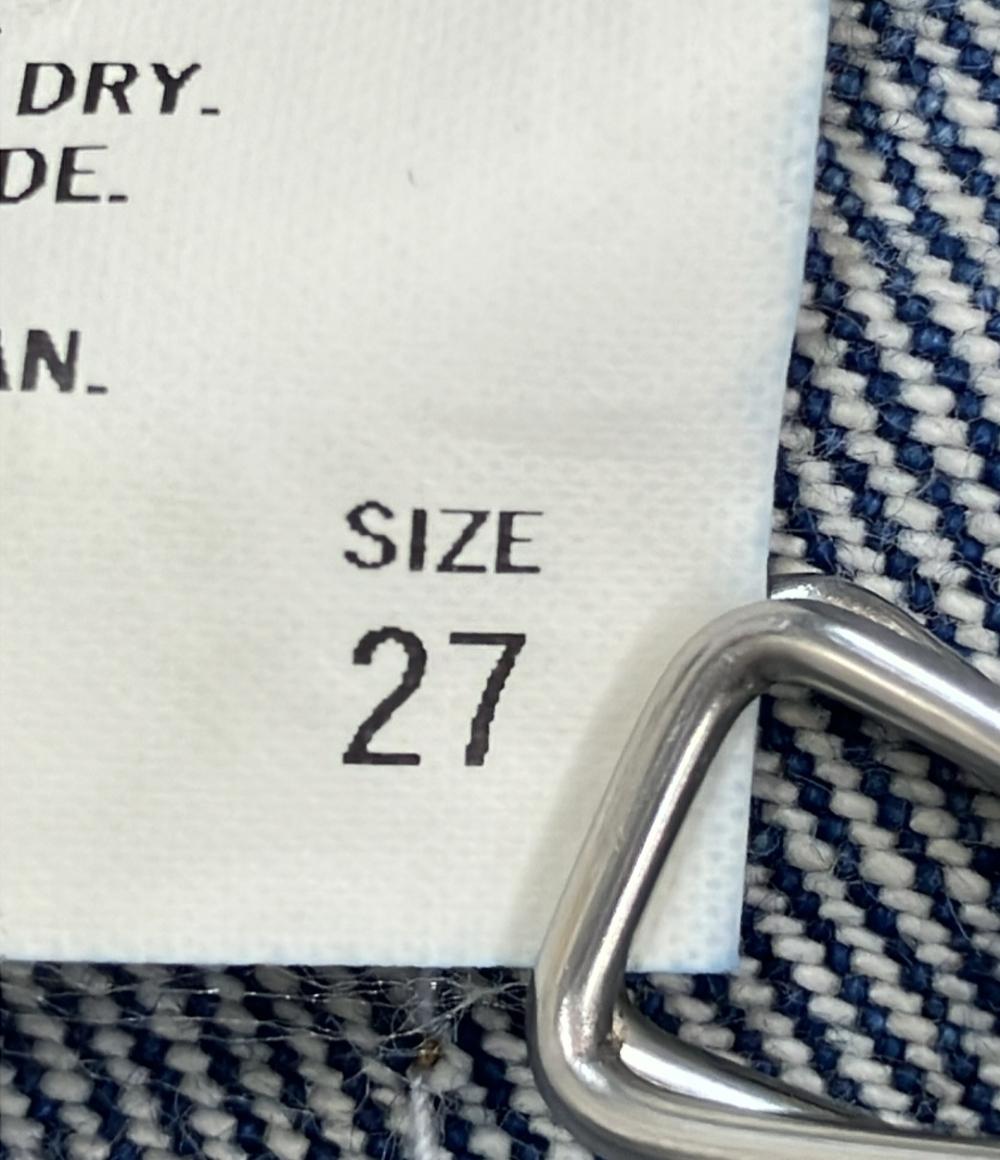 DRY.
DE.
AN.
SIZE
27